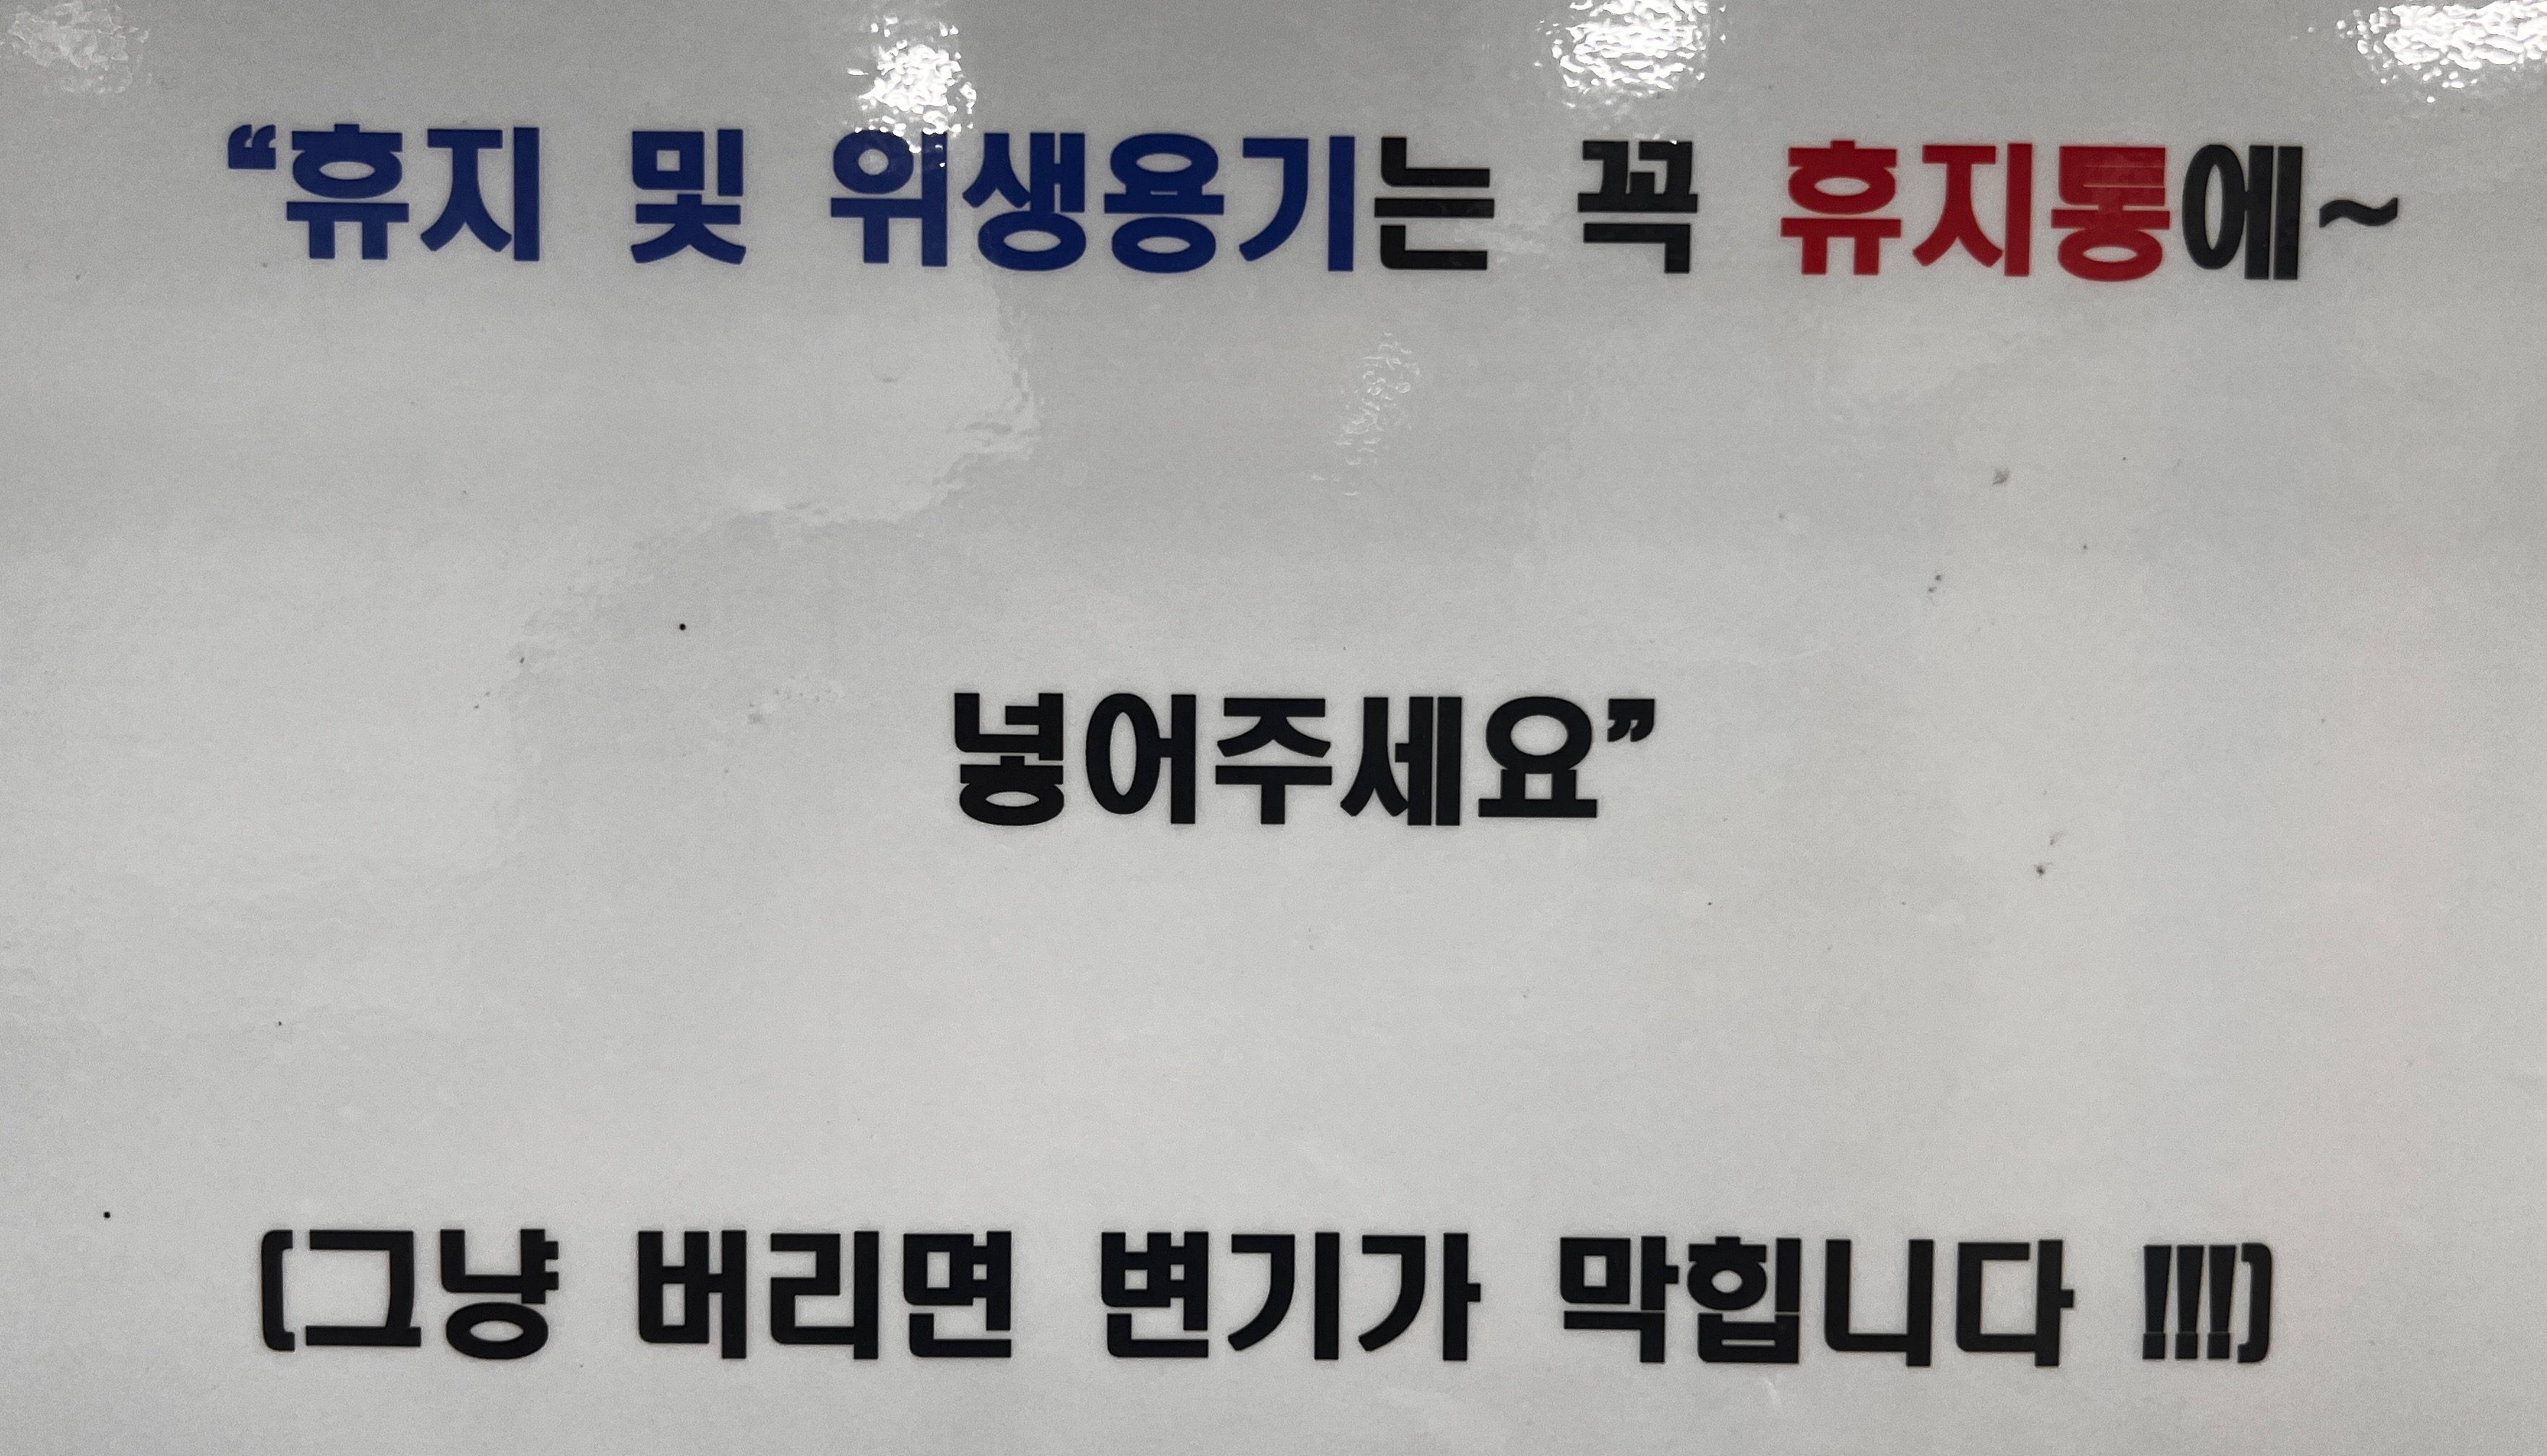 “휴지 및 위생용기는 꼭 휴지통에~
넣어주세요”
(그냥 버리면 변기가 막힙니다 !!!)